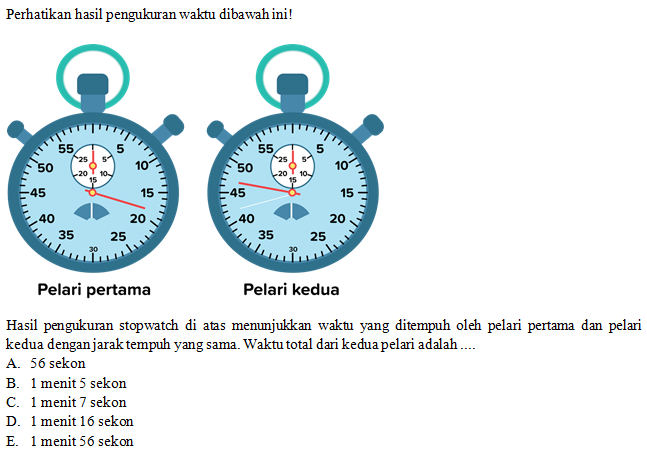 Perhatikan hasil pengukuran waktu dibawah ini!
55 5
50 10
45 15
40 20
35 25
30
25 5
20 10
15
55 5
50 10
45 15
40 20
35 25
30
25 5
20 10
15
Pelari pertama
Pelari kedua
Hasil pengukuran stopwatch di atas menunjukkan waktu yang ditempuh oleh pelari pertama dan pelari
kedua dengan jarak tempuh yang sama. Waktu total dari kedua pelari adalah ....
A. 56 sekon
B. 1 menit 5 sekon
C. 1 menit 7 sekon
D. 1 menit 16 sekon
E. 1 menit 56 sekon